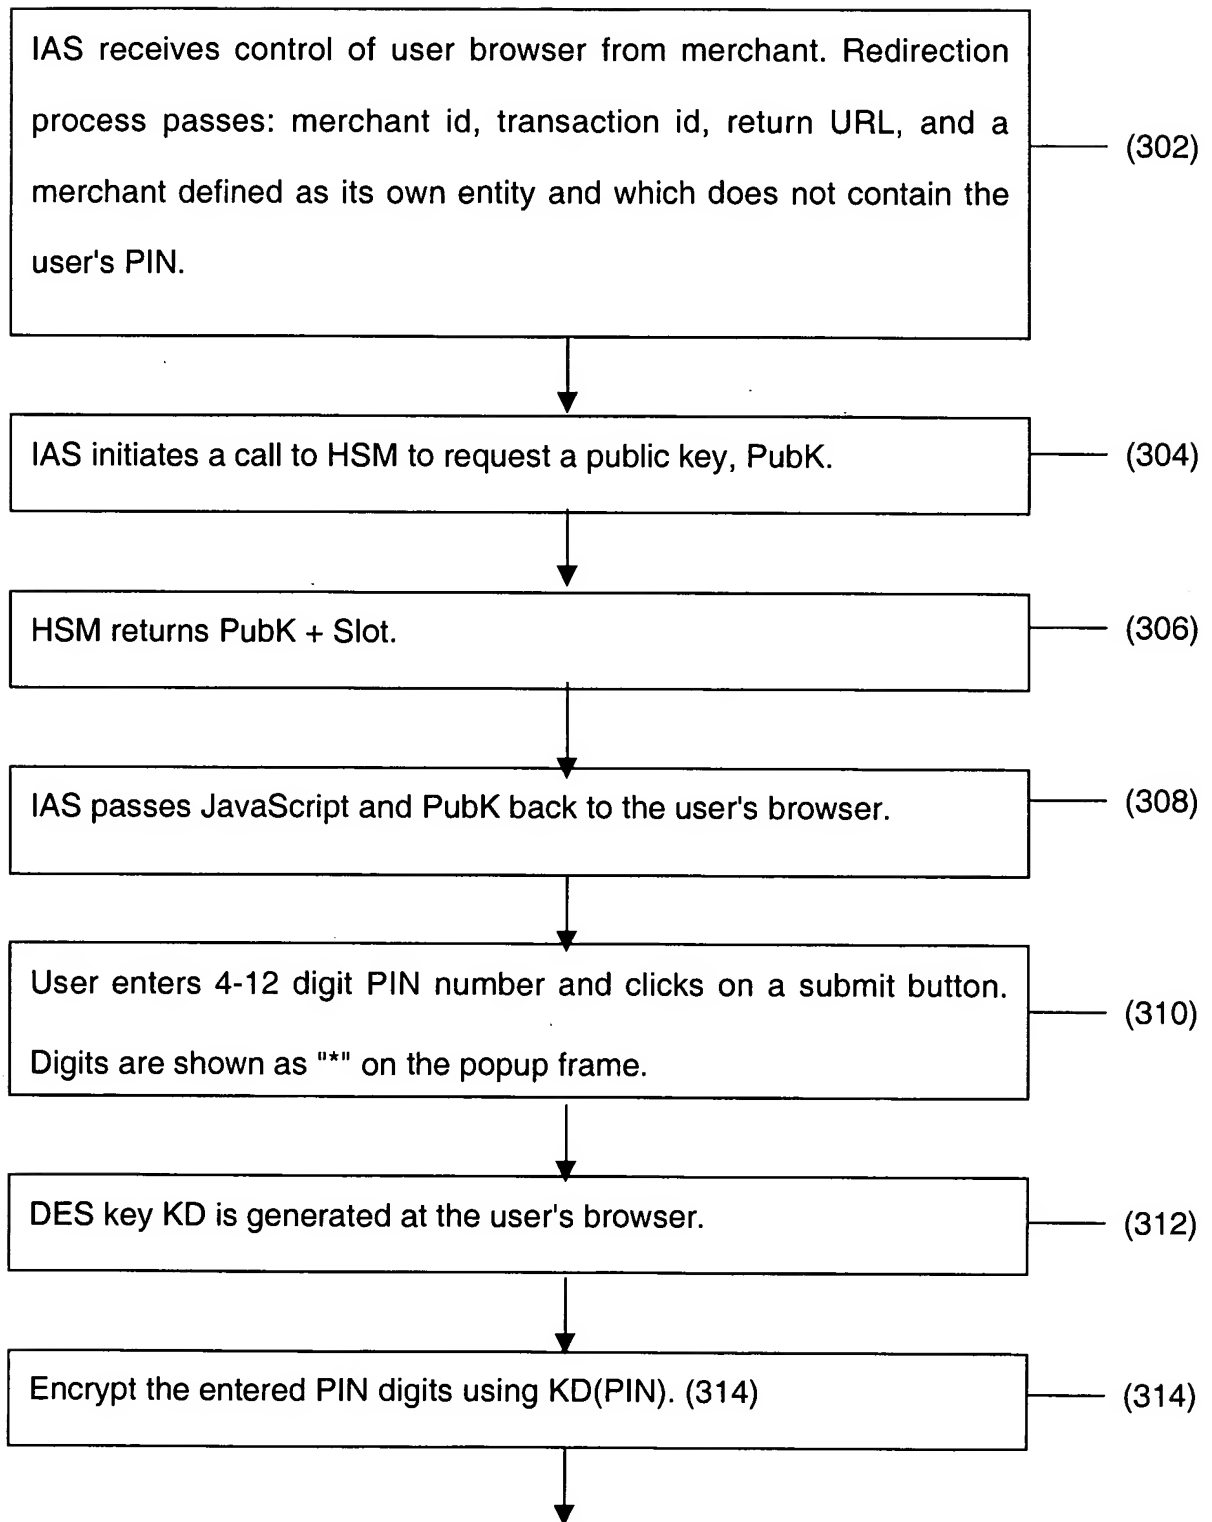 IAS receives control of user browser from merchant. Redirection
process passes: merchant id, transaction id, return URL, and a
(302)
merchant defined as its own entity and which does not contain the
user's PIN.
IAS initiates a call to HSM to request a public key, PubK.
(304)
HSM returns PubK + Slot.
(306)
IAS passes JavaScript and PubK back to the user's browser.
(308)
User enters 4-12 digit PIN number and clicks on a submit button.
(310)
Digits are shown as "*" on the popup frame.
DES key KD is generated at the user's browser.
(312)
Encrypt the entered PIN digits using KD(PIN). (314)
(314)